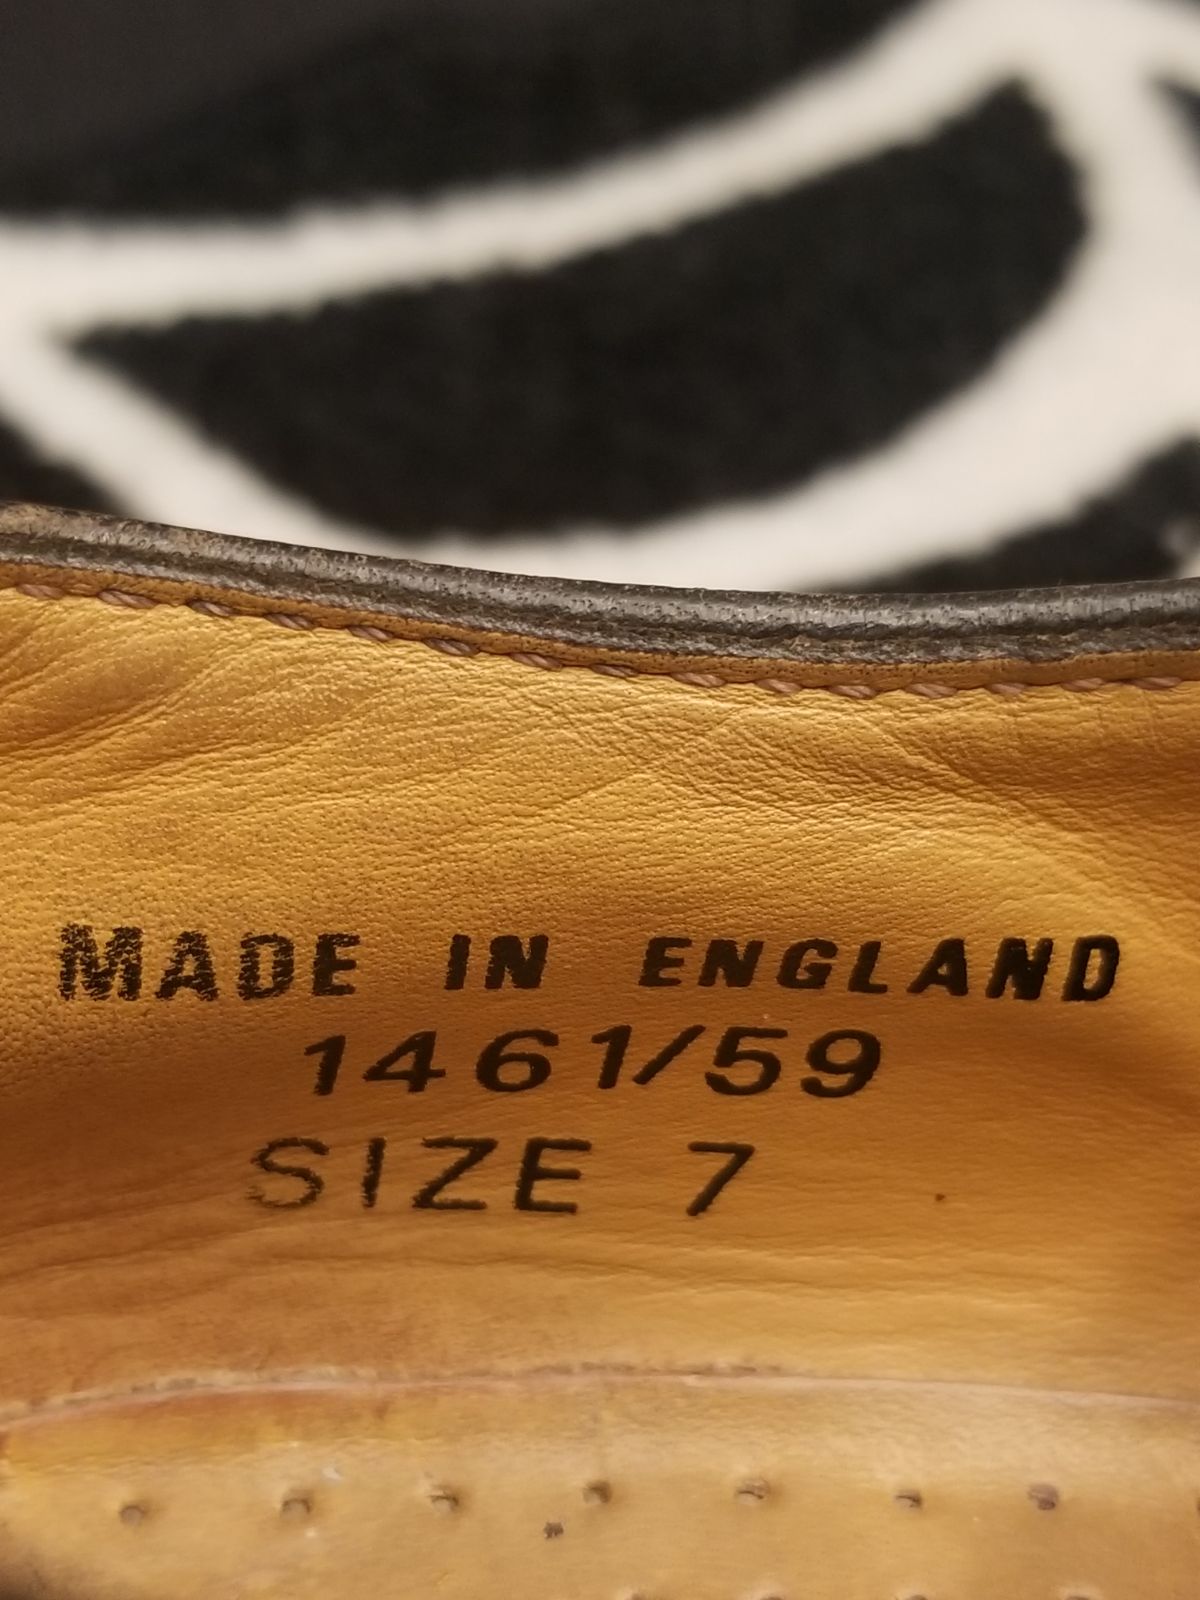 MADE IN ENGLAND
1461/59
SIZE 7